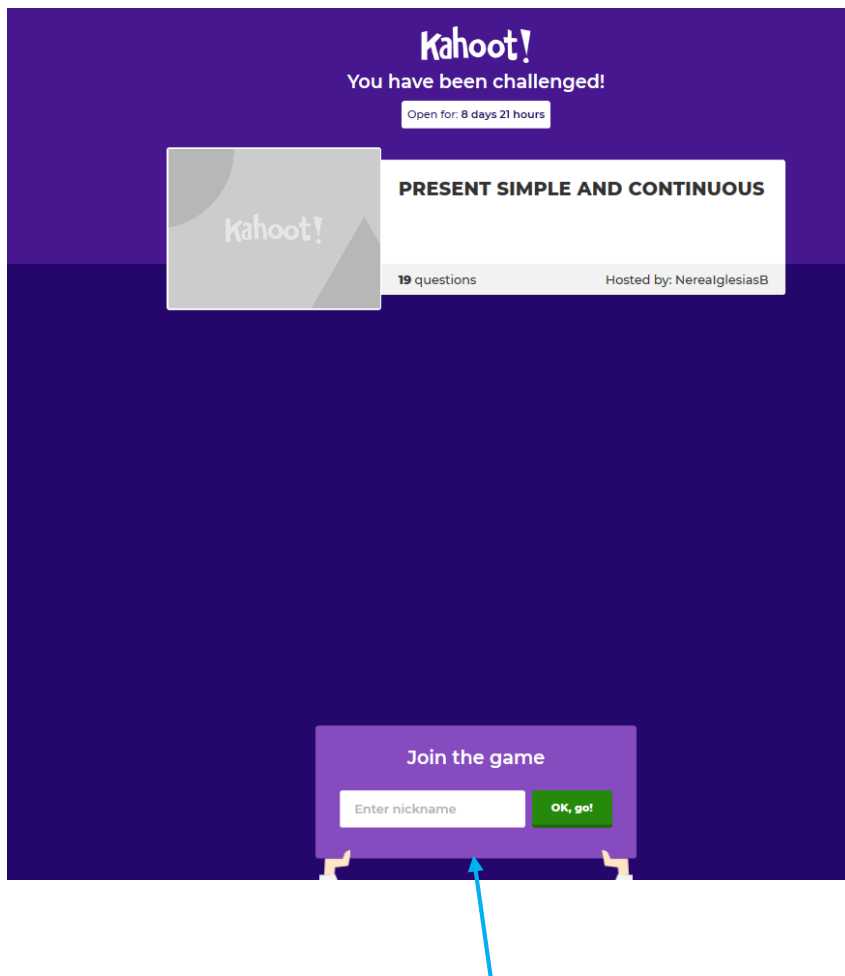 Kahoot!
You have been challenged!
Open for: 8 days 21 hours
Kahoot!
PRESENT SIMPLE AND CONTINUOUS
19 questions Hosted by: NereaIglesiasB
Join the game
Enter nickname OK, go!